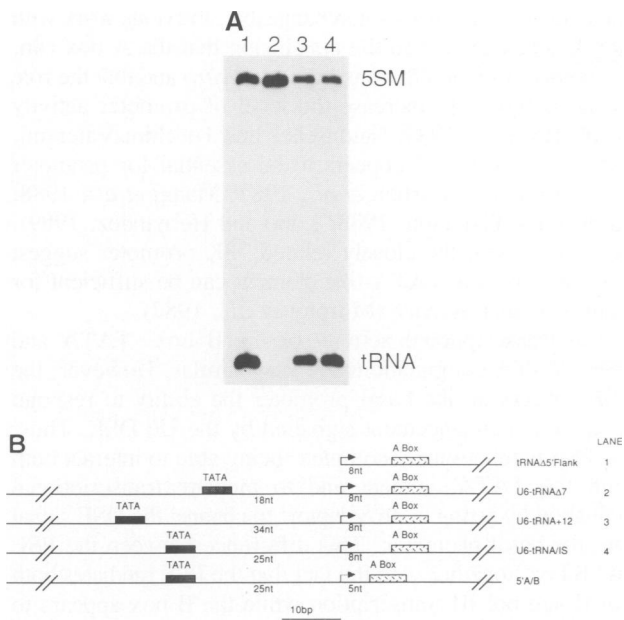 A
1 2 3 4
5SM
tRNA
B
A Box LANE
8nt tRNAΔ5'Flank 1
TATA A Box
18nt 8nt U6-tRNAΔ7 2
TATA A Box
34nt 8nt U6-tRNA+12 3
TATA A Box
25nt 8nt U6-tRNA/IS 4
TATA A Box
25nt 5nt 5'A/B
10bp